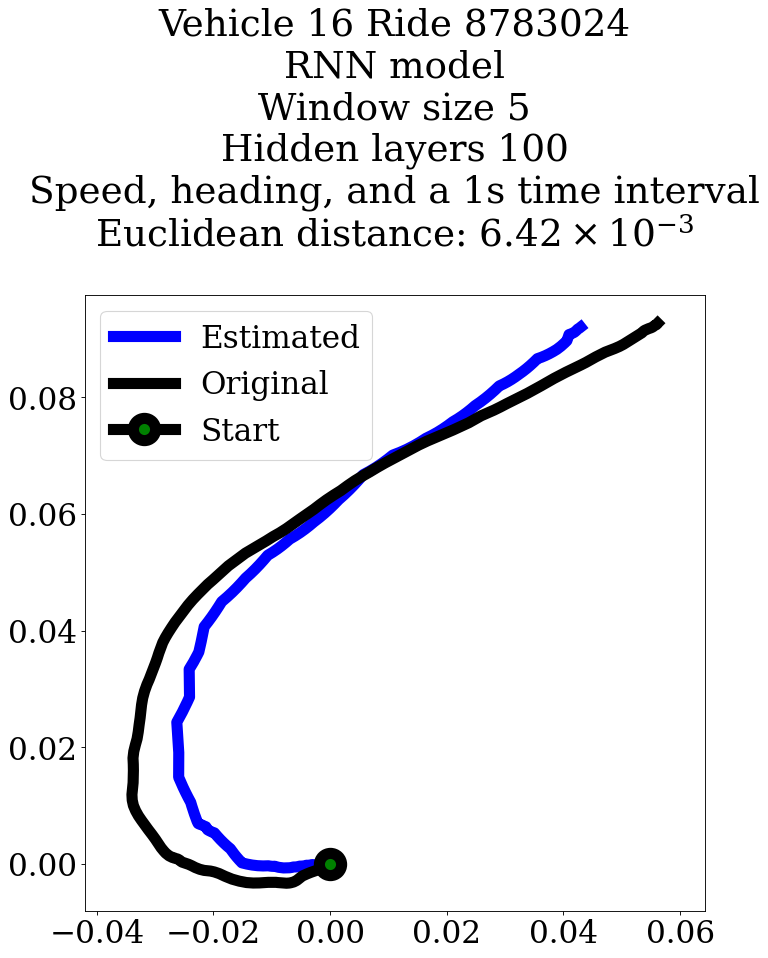 Vehicle 16 Ride 8783024
RNN model
Window size 5
Hidden layers 100
Speed, heading, and a 1s time interval
Euclidean distance: 6.42 × 10⁻³
Estimated
Original
Start
0.08
0.06
0.04
0.02
0.00
−0.04 −0.02 0.00 0.02 0.04 0.06